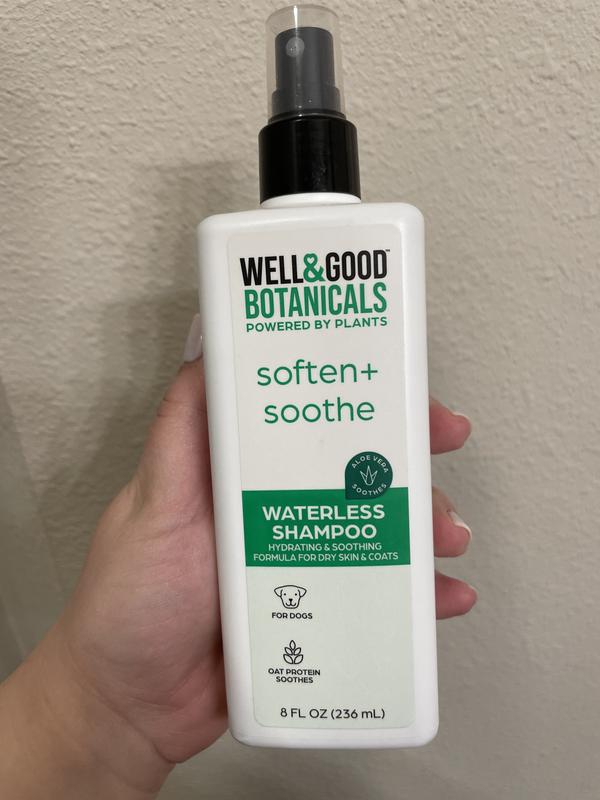 WELL&GOOD™
BOTANICALS
POWERED BY PLANTS
soften+
soothe
ALOE VERA
SOOTHES
WATERLESS
SHAMPOO
HYDRATING & SOOTHING
FORMULA FOR DRY SKIN & COATS
FOR DOGS
OAT PROTEIN
SOOTHES
8 FL OZ (236 mL)